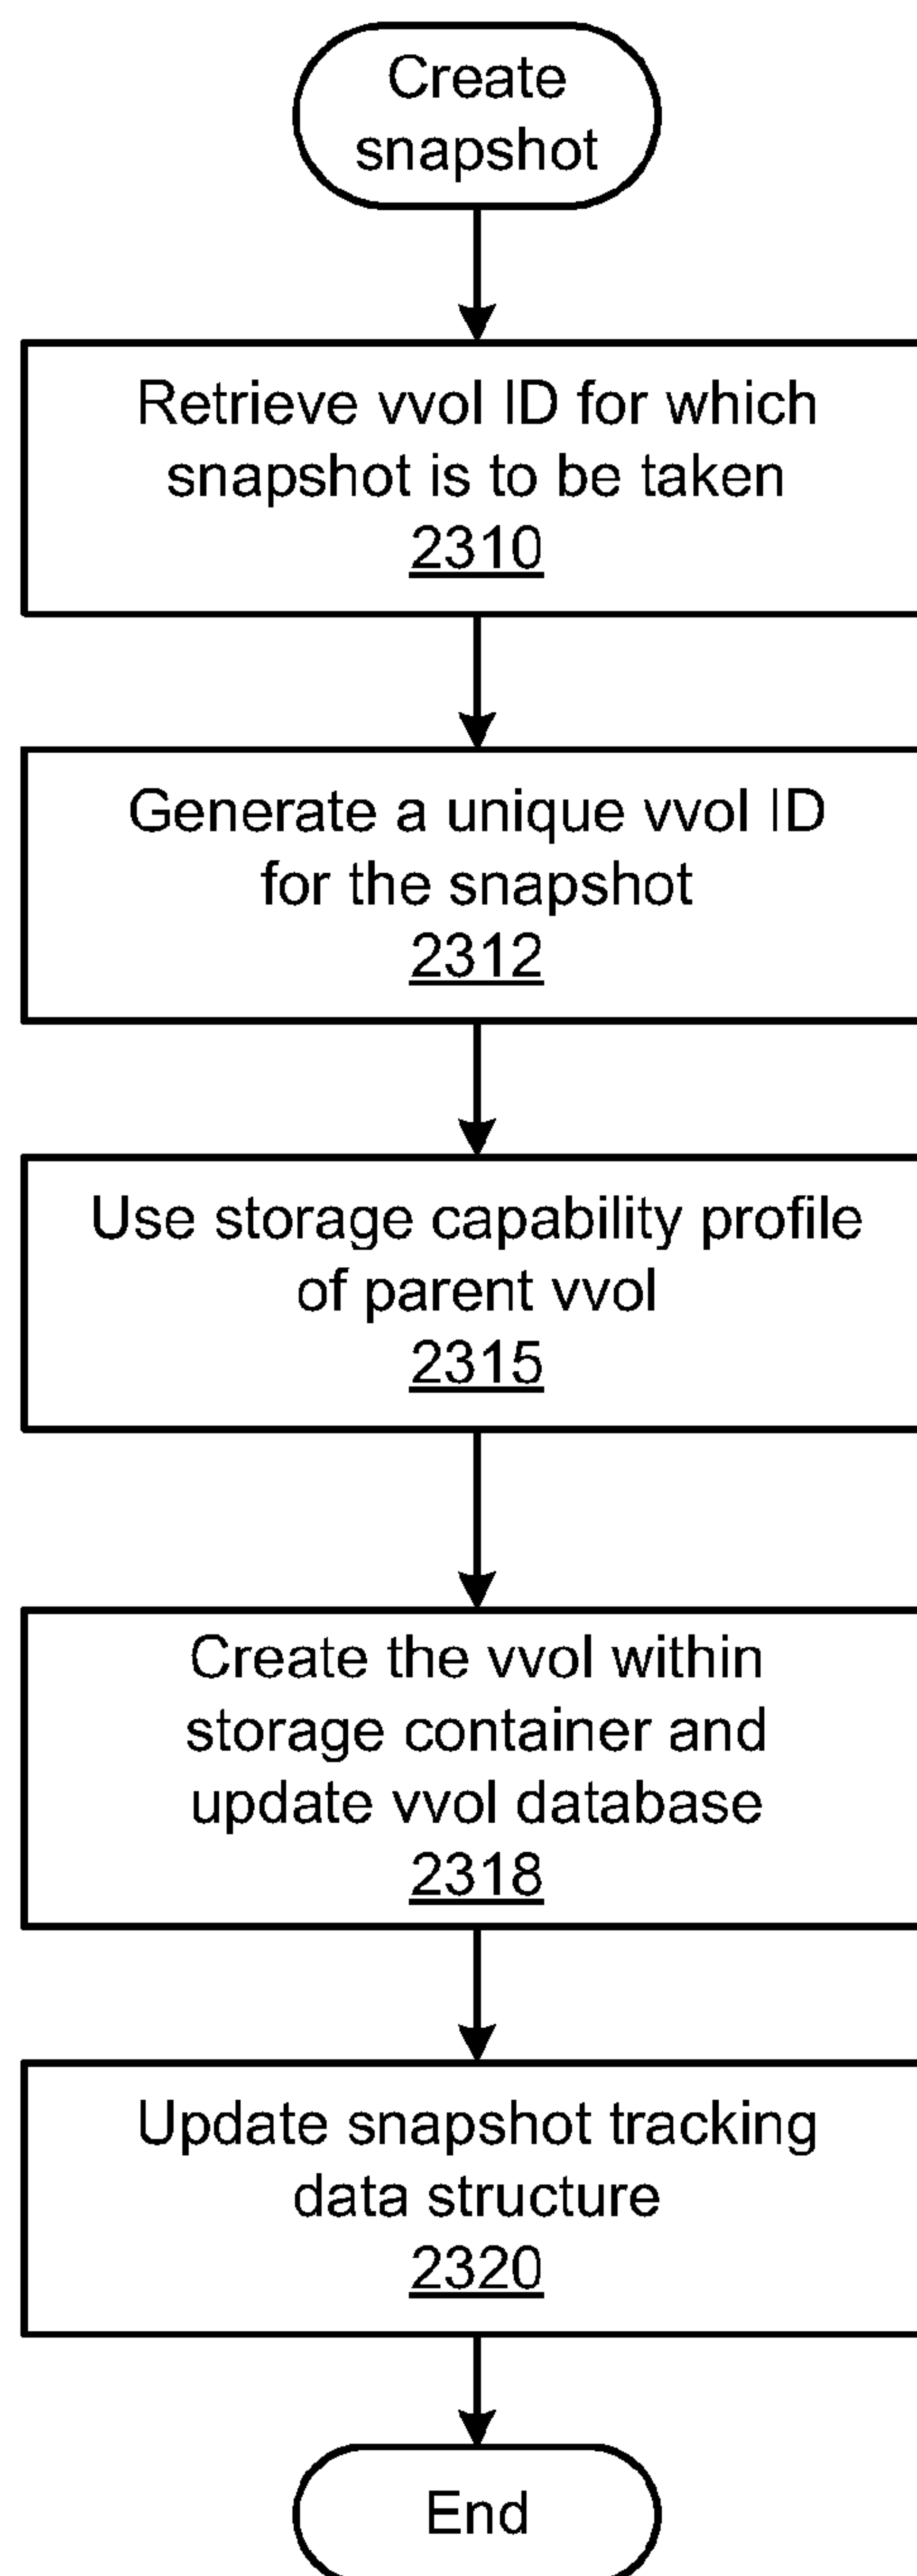 Create
snapshot
Retrieve vvol ID for which
snapshot is to be taken
2310
Generate a unique vvol ID
for the snapshot
2312
Use storage capability profile
of parent vvol
2315
Create the vvol within
storage container and
update vvol database
2318
Update snapshot tracking
data structure
2320
End